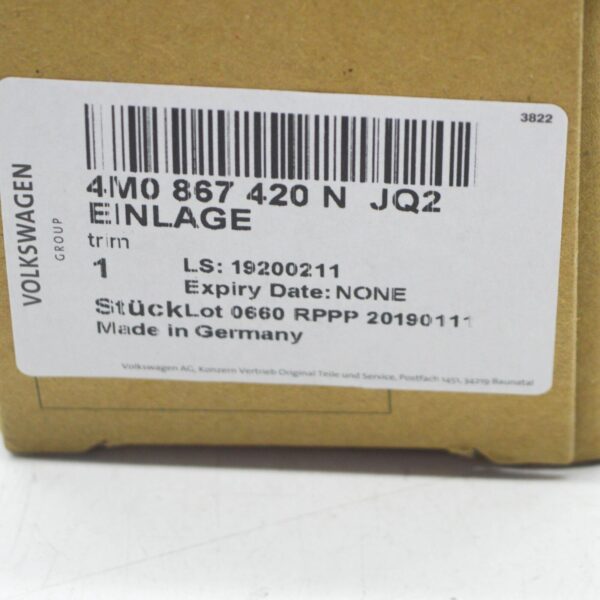 3822
VOLKSWAGEN
GROUP
4M0 867 420 N JQ2
EINLAGE
trim
1 LS: 19200211
Expiry Date: NONE
Stück Lot 0660 RPPP 20190111
Made in Germany
Volkswagen AG, Konzern Vertrieb Original Teile und Service, Postfach 1451, 34219 Baunatal